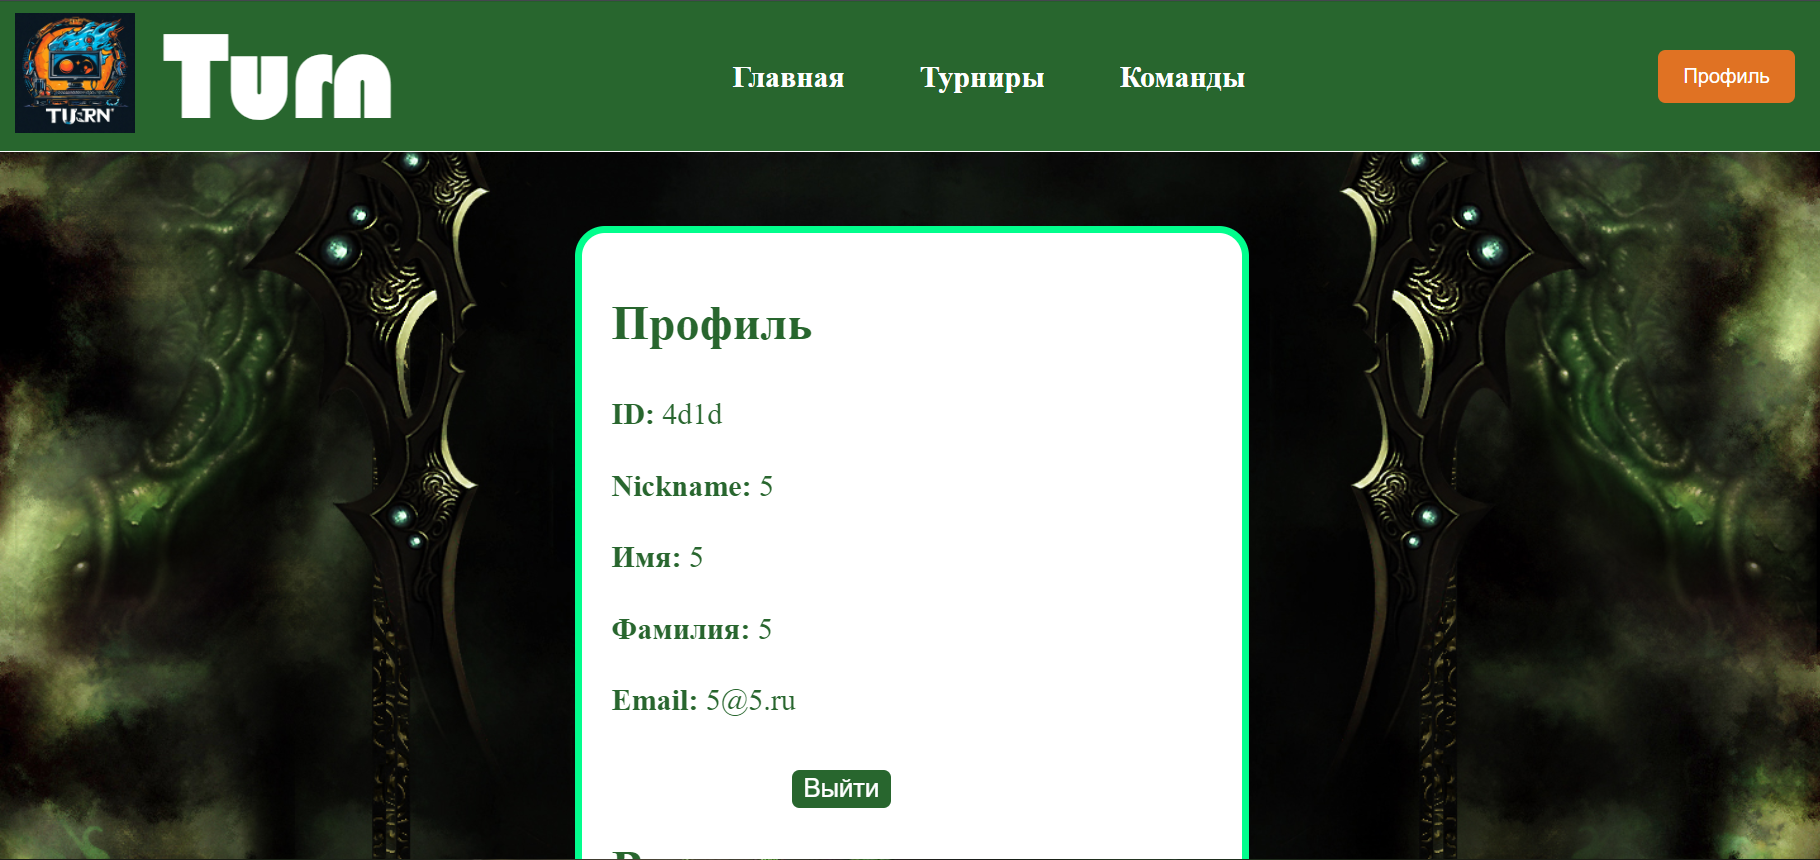 TURN
Turn
Главная Турниры Команды
Профиль
Профиль
ID: 4d1d
Nickname: 5
Имя: 5
Фамилия: 5
Email: 5@5.ru
Выйти